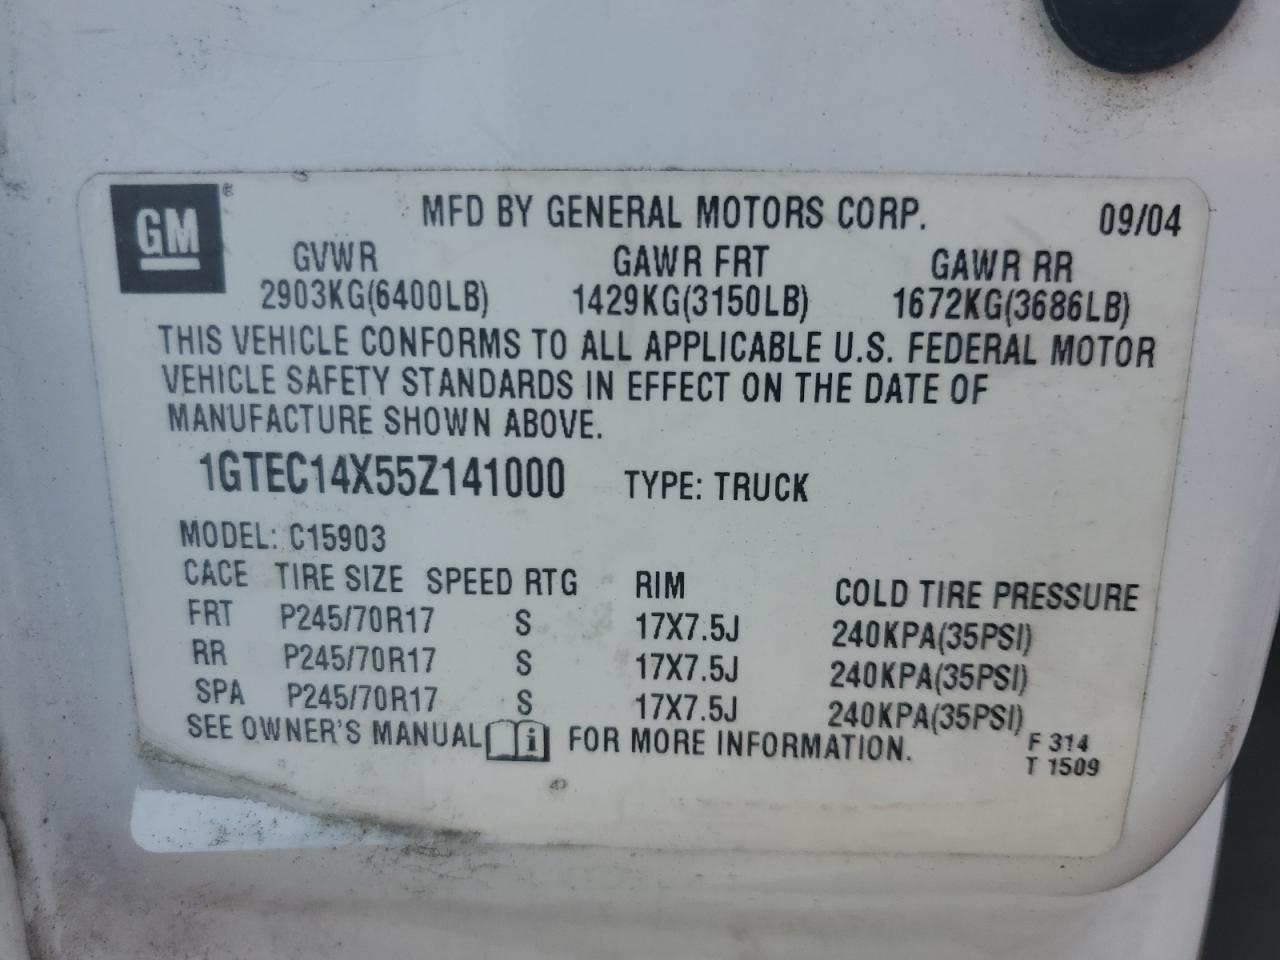 GM ®
MFD BY GENERAL MOTORS CORP. 09/04
GVWR GAWR FRT GAWR RR
2903KG(6400LB) 1429KG(3150LB) 1672KG(3686LB)
THIS VEHICLE CONFORMS TO ALL APPLICABLE U.S. FEDERAL MOTOR
VEHICLE SAFETY STANDARDS IN EFFECT ON THE DATE OF
MANUFACTURE SHOWN ABOVE.
1GTEC14X55Z141000 TYPE: TRUCK
MODEL: C15903
CACE TIRE SIZE SPEED RTG RIM COLD TIRE PRESSURE
FRT P245/70R17 S 17X7.5J 240KPA(35PSI)
RR P245/70R17 S 17X7.5J 240KPA(35PSI)
SPA P245/70R17 S 17X7.5J 240KPA(35PSI)
SEE OWNER'S MANUAL i FOR MORE INFORMATION.
F 314
T 1509